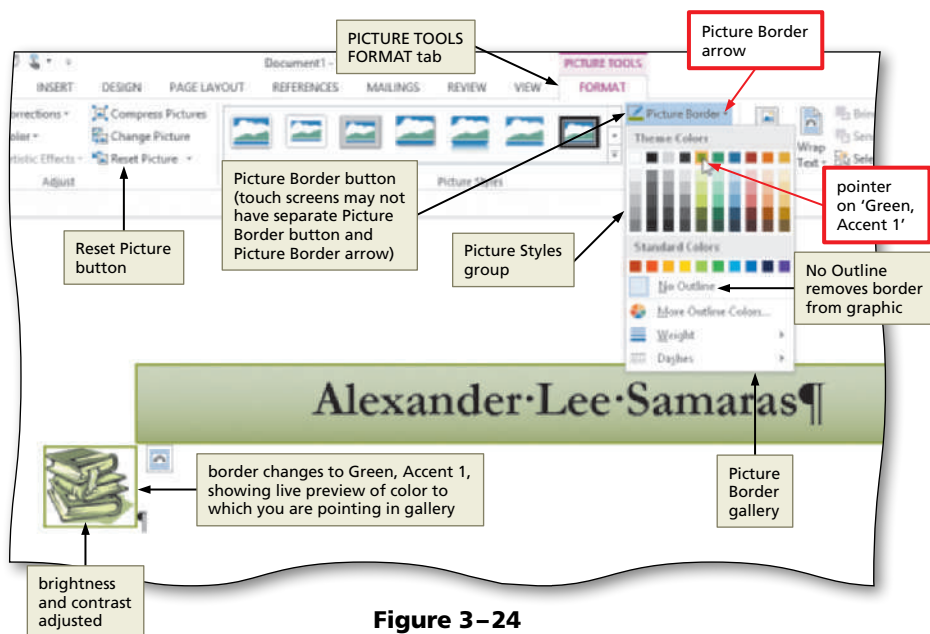 PICTURE TOOLS
FORMAT tab
Picture Border
arrow
Document1 -
PICTURE TOOLS
INSERT DESIGN PAGE LAYOUT REFERENCES MAILINGS REVIEW VIEW FORMAT
Compress Pictures
Change Picture
Artistic Effects Reset Picture
Adjust
Picture Styles
Picture Border
Wrap
Text
Theme Colors
Standard Colors
No Outline
More Outline Colors...
Weight
Dashes
Reset Picture
button
Picture Border button
(touch screens may not
have separate Picture
Border button and
Picture Border arrow)
Picture Styles
group
pointer
on ‘Green,
Accent 1’
No Outline
removes border
from graphic
Alexander·Lee·Samaras¶
border changes to Green, Accent 1,
showing live preview of color to
which you are pointing in gallery
¶
Picture
Border
gallery
brightness
and contrast
adjusted
Figure 3–24